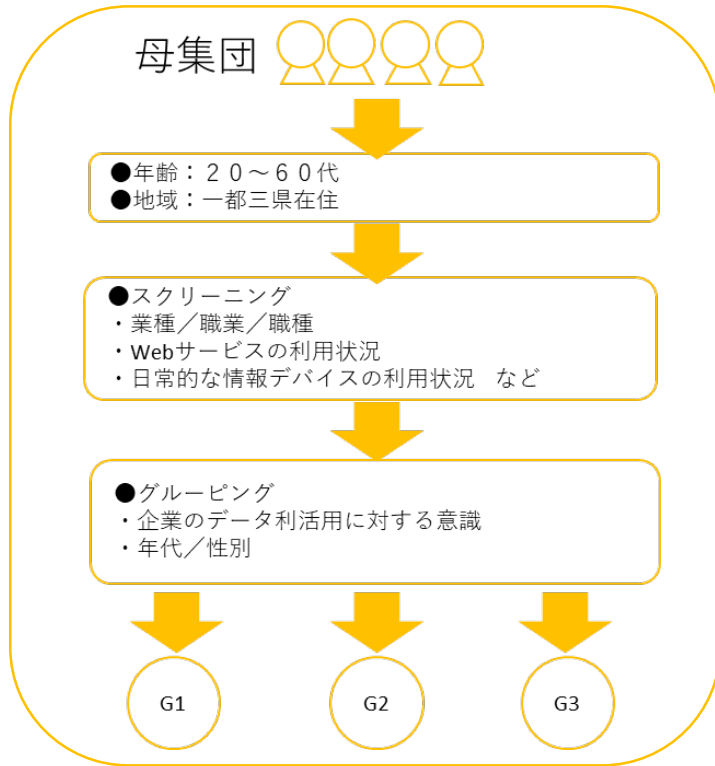 母集団
●年齢：２０～６０代
●地域：一都三県在住
●スクリーニング
・業種／職業／職種
・Webサービスの利用状況
・日常的な情報デバイスの利用状況　など
●グルーピング
・企業のデータ利活用に対する意識
・年代／性別
G1
G2
G3